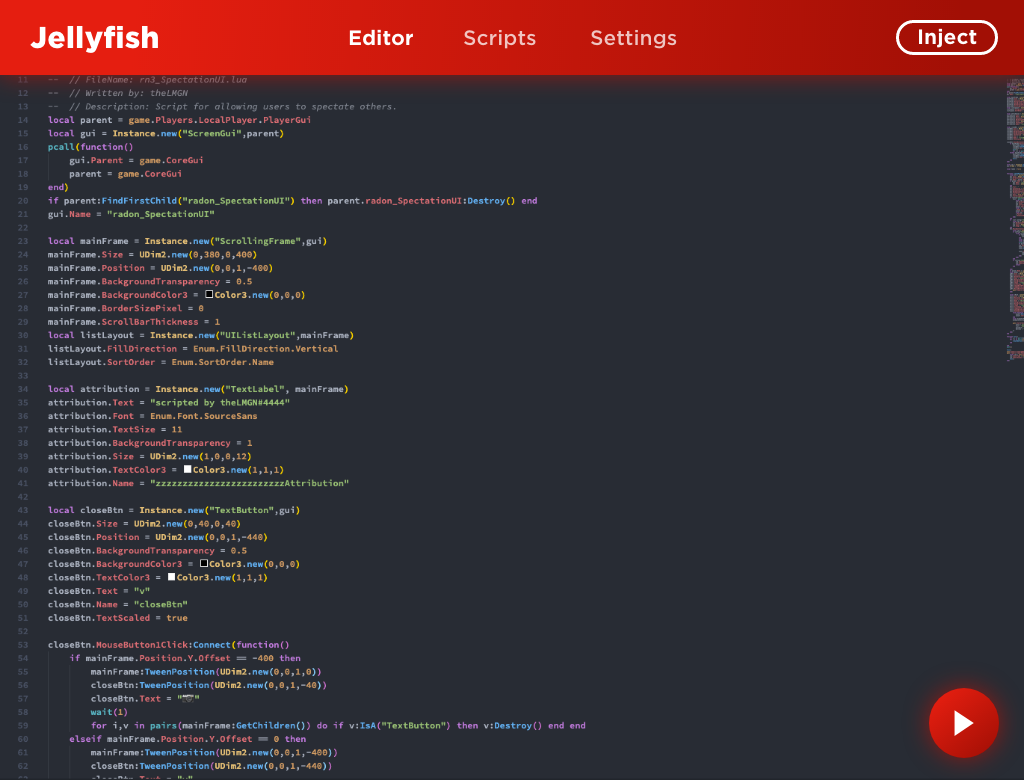 Jellyfish
Editor
Scripts
Settings
Inject
11 -- // FileName: rn3_SpectationUI.lua
12 -- // Written by: theLMGN
13 -- // Description: Script for allowing users to spectate others.
14 local parent = game.Players.LocalPlayer.PlayerGui
15 local gui = Instance.new("ScreenGui",parent)
16 pcall(function()
17 gui.Parent = game.CoreGui
18 parent = game.CoreGui
19 end)
20 if parent:FindFirstChild("radon_SpectationUI") then parent.radon_SpectationUI:Destroy() end
21 gui.Name = "radon_SpectationUI"
22
23 local mainFrame = Instance.new("ScrollingFrame",gui)
24 mainFrame.Size = UDim2.new(0,380,0,400)
25 mainFrame.Position = UDim2.new(0,0,1,-400)
26 mainFrame.BackgroundTransparency = 0.5
27 mainFrame.BackgroundColor3 = Color3.new(0,0,0)
28 mainFrame.BorderSizePixel = 0
29 mainFrame.ScrollBarThickness = 1
30 local listLayout = Instance.new("UIListLayout",mainFrame)
31 listLayout.FillDirection = Enum.FillDirection.Vertical
32 listLayout.SortOrder = Enum.SortOrder.Name
33
34 local attribution = Instance.new("TextLabel", mainFrame)
35 attribution.Text = "scripted by theLMGN#4444"
36 attribution.Font = Enum.Font.SourceSans
37 attribution.TextSize = 11
38 attribution.BackgroundTransparency = 1
39 attribution.Size = UDim2.new(1,0,0,12)
40 attribution.TextColor3 = Color3.new(1,1,1)
41 attribution.Name = "zzzzzzzzzzzzzzzzzzzzzzzzAttribution"
42
43 local closeBtn = Instance.new("TextButton",gui)
44 closeBtn.Size = UDim2.new(0,40,0,40)
45 closeBtn.Position = UDim2.new(0,0,1,-440)
46 closeBtn.BackgroundTransparency = 0.5
47 closeBtn.BackgroundColor3 = Color3.new(0,0,0)
48 closeBtn.TextColor3 = Color3.new(1,1,1)
49 closeBtn.Text = "v"
50 closeBtn.Name = "closeBtn"
51 closeBtn.TextScaled = true
52
53 closeBtn.MouseButton1Click:Connect(function()
54 if mainFrame.Position.Y.Offset == -400 then
55 mainFrame:TweenPosition(UDim2.new(0,0,1,0))
56 closeBtn:TweenPosition(UDim2.new(0,0,1,-40))
57 closeBtn.Text = ""
58 wait(1)
59 for i,v in pairs(mainFrame:GetChildren()) do if v:IsA("TextButton") then v:Destroy() end end
60 elseif mainFrame.Position.Y.Offset == 0 then
61 mainFrame:TweenPosition(UDim2.new(0,0,1,-400))
62 closeBtn:TweenPosition(UDim2.new(0,0,1,-440))
63 closeBtn.Text = "v"